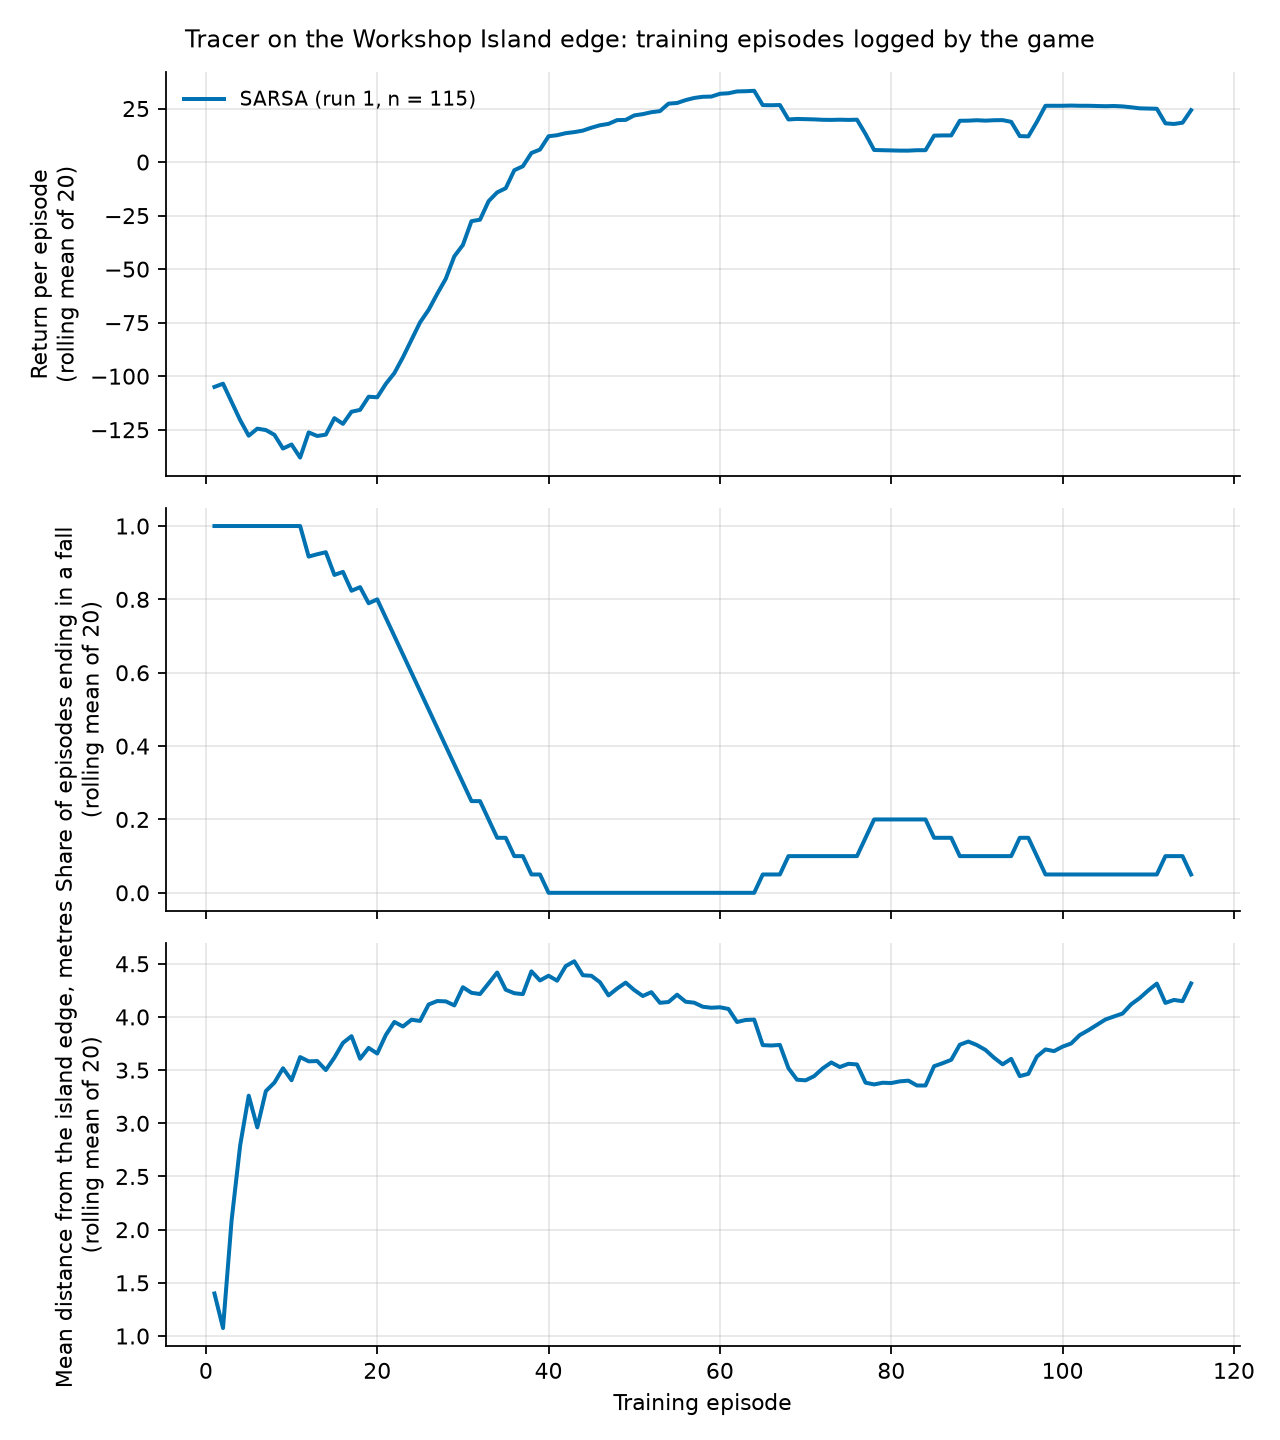 Tracer on the Workshop Island edge: training episodes logged by the game
SARSA (run 1, n = 115)
Return per episode
(rolling mean of 20)
25
0
−25
−50
−75
−100
−125
Share of episodes ending in a fall
(rolling mean of 20)
1.0
0.8
0.6
0.4
0.2
0.0
Mean distance from the island edge, metres
(rolling mean of 20)
4.5
4.0
3.5
3.0
2.5
2.0
1.5
1.0
0 20 40 60 80 100 120
Training episode